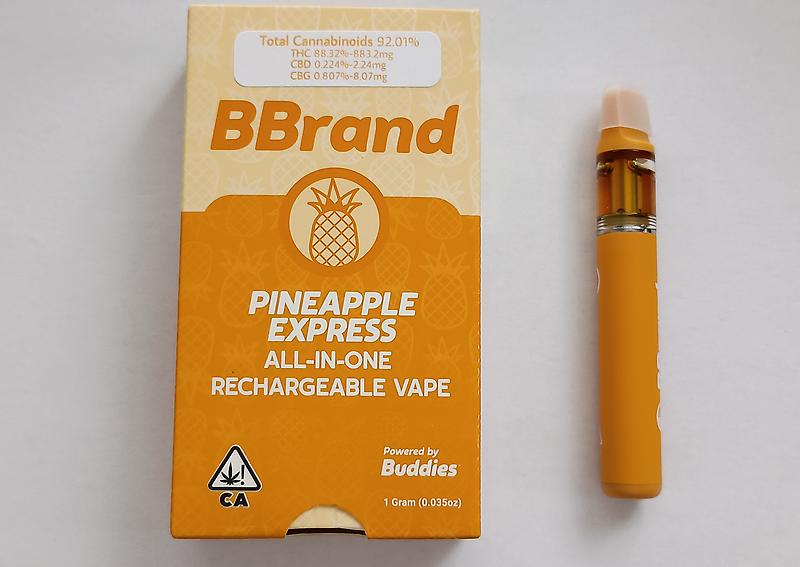 Total Cannabinoids 92.01%
THC 88.32%-883.2mg
CBD 0.224%-2.24mg
CBG 0.807%-8.07mg
BBrand
PINEAPPLE
EXPRESS
ALL-IN-ONE
RECHARGEABLE VAPE
Powered by
Buddies
!
CA
1 Gram (0.035oz)